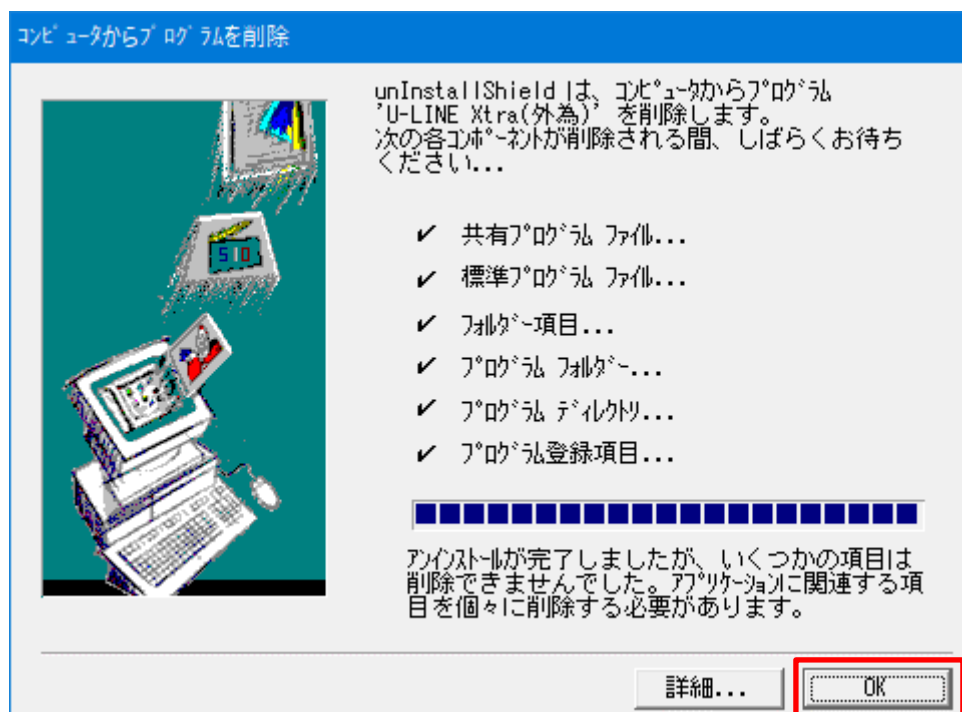 ｺﾝﾋﾟｭｰﾀからﾌﾟﾛｸﾞﾗﾑを削除
unInstallShield は、ｺﾝﾋﾟｭｰﾀからﾌﾟﾛｸﾞﾗﾑ
'U-LINE Xtra(外為)' を削除します。
次の各ｺﾝﾎﾟｰﾈﾝﾄが削除される間、しばらくお待ち
ください...
✔ 共有ﾌﾟﾛｸﾞﾗﾑ ﾌｧｲﾙ...
✔ 標準ﾌﾟﾛｸﾞﾗﾑ ﾌｧｲﾙ...
✔ ﾌｫﾙﾀﾞｰ項目...
✔ ﾌﾟﾛｸﾞﾗﾑ ﾌｫﾙﾀﾞｰ...
✔ ﾌﾟﾛｸﾞﾗﾑ ﾃﾞｨﾚｸﾄﾘ...
✔ ﾌﾟﾛｸﾞﾗﾑ登録項目...
510
ｱﾝｲﾝｽﾄｰﾙが完了しましたが、いくつかの項目は
削除できませんでした。ｱﾌﾟﾘｹｰｼｮﾝに関連する項
目を個々に削除する必要があります。
詳細...
OK